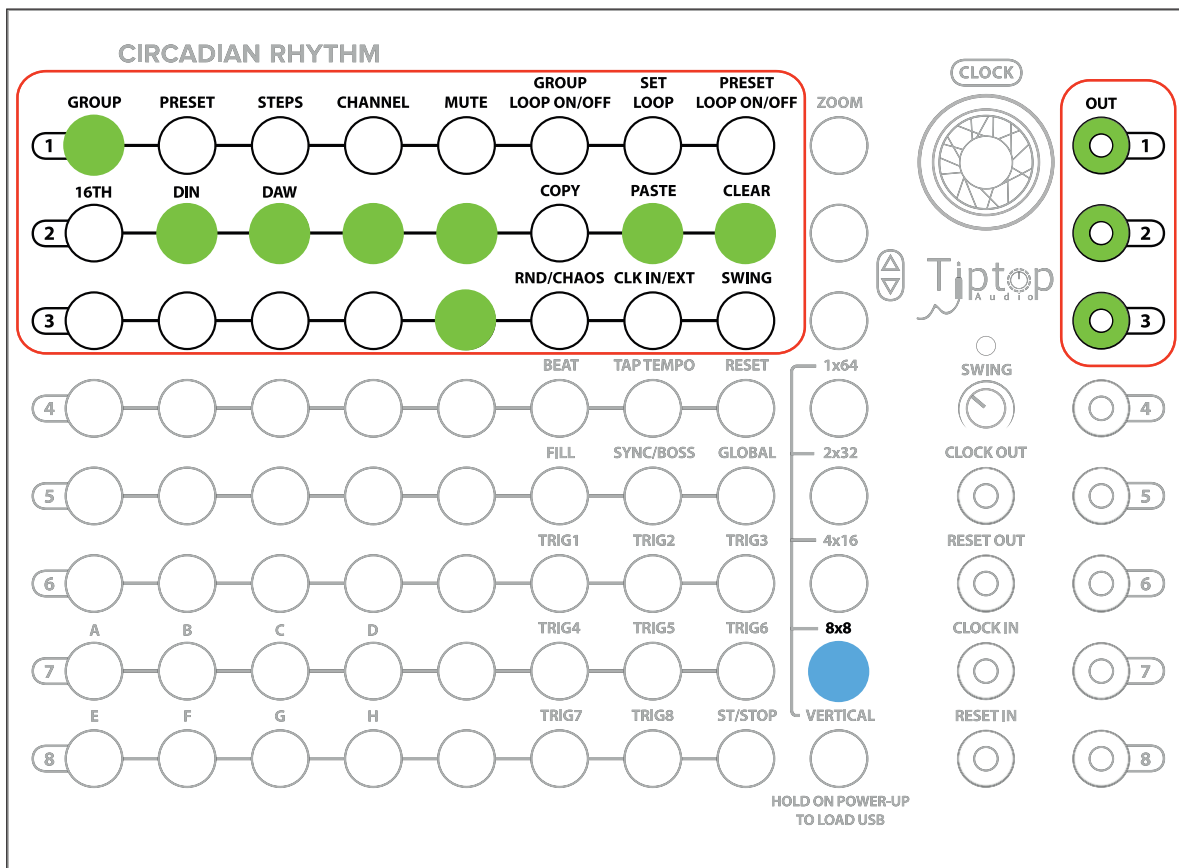 CIRCADIAN RHYTHM
CLOCK
GROUP PRESET STEPS CHANNEL MUTE GROUP LOOP ON/OFF SET LOOP PRESET LOOP ON/OFF ZOOM OUT
1 1
16TH DIN DAW COPY PASTE CLEAR
2 2
Tiptop Audio
RND/CHAOS CLK IN/EXT SWING
3 3
BEAT TAP TEMPO RESET 1x64 SWING
4 4
FILL SYNC/BOSS GLOBAL 2x32 CLOCK OUT
5 5
TRIG1 TRIG2 TRIG3 4x16 RESET OUT
6 6
A B C D TRIG4 TRIG5 TRIG6 8x8 CLOCK IN
7 7
E F G H TRIG7 TRIG8 ST/STOP VERTICAL RESET IN
8 8
HOLD ON POWER-UP
TO LOAD USB